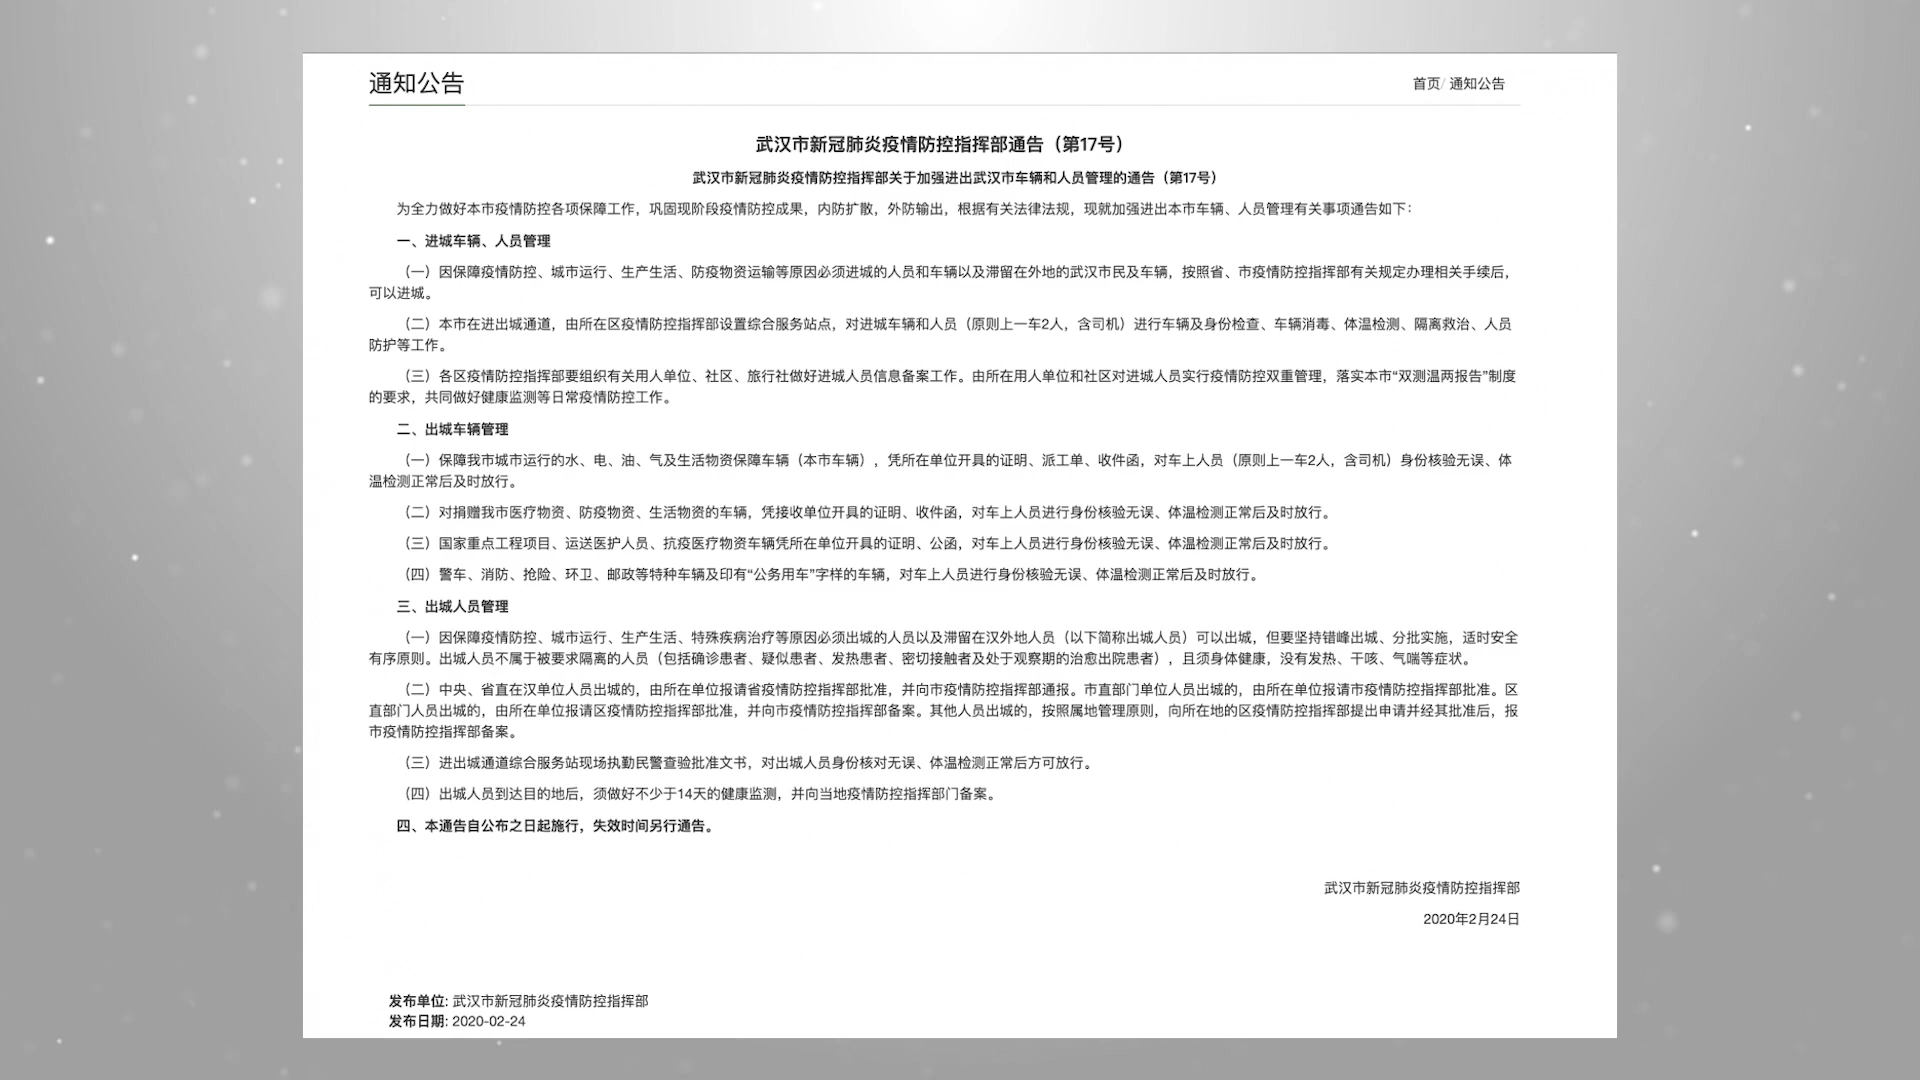 通知公告
首页/ 通知公告
武汉市新冠肺炎疫情防控指挥部通告（第17号）
武汉市新冠肺炎疫情防控指挥部关于加强进出武汉市车辆和人员管理的通告（第17号）
为全力做好本市疫情防控各项保障工作，巩固现阶段疫情防控成果，内防扩散，外防输出，根据有关法律法规，现就加强进出本市车辆、人员管理有关事项通告如下：
一、进城车辆、人员管理
（一）因保障疫情防控、城市运行、生产生活、防疫物资运输等原因必须进城的人员和车辆以及滞留在外地的武汉市民及车辆，按照省、市疫情防控指挥部有关规定办理相关手续后，
可以进城。
（二）本市在进出城通道，由所在区疫情防控指挥部设置综合服务站点，对进城车辆和人员（原则上一车2人，含司机）进行车辆及身份检查、车辆消毒、体温检测、隔离救治、人员
防护等工作。
（三）各区疫情防控指挥部要组织有关用人单位、社区、旅行社做好进城人员信息备案工作。由所在用人单位和社区对进城人员实行疫情防控双重管理，落实本市“双测温两报告”制度
的要求，共同做好健康监测等日常疫情防控工作。
二、出城车辆管理
（一）保障我市城市运行的水、电、油、气及生活物资保障车辆（本市车辆），凭所在单位开具的证明、派工单、收件函，对车上人员（原则上一车2人，含司机）身份核验无误、体
温检测正常后及时放行。
（二）对捐赠我市医疗物资、防疫物资、生活物资的车辆，凭接收单位开具的证明、收件函，对车上人员进行身份核验无误、体温检测正常后及时放行。
（三）国家重点工程项目、运送医护人员、抗疫医疗物资车辆凭所在单位开具的证明、公函，对车上人员进行身份核验无误、体温检测正常后及时放行。
（四）警车、消防、抢险、环卫、邮政等特种车辆及印有“公务用车”字样的车辆，对车上人员进行身份核验无误、体温检测正常后及时放行。
三、出城人员管理
（一）因保障疫情防控、城市运行、生产生活、特殊疾病治疗等原因必须出城的人员以及滞留在汉外地人员（以下简称出城人员）可以出城，但要坚持错峰出城、分批实施，适时安全
有序原则。出城人员不属于被要求隔离的人员（包括确诊患者、疑似患者、发热患者、密切接触者及处于观察期的治愈出院患者），且须身体健康，没有发热、干咳、气喘等症状。
（二）中央、省直在汉单位人员出城的，由所在单位报请省疫情防控指挥部批准，并向市疫情防控指挥部通报。市直部门单位人员出城的，由所在单位报请市疫情防控指挥部批准。区
直部门人员出城的，由所在单位报请区疫情防控指挥部批准，并向市疫情防控指挥部备案。其他人员出城的，按照属地管理原则，向所在地的区疫情防控指挥部提出申请并经其批准后，报
市疫情防控指挥部备案。
（三）进出城通道综合服务站现场执勤民警查验批准文书，对出城人员身份核对无误、体温检测正常后方可放行。
（四）出城人员到达目的地后，须做好不少于14天的健康监测，并向当地疫情防控指挥部门备案。
四、本通告自公布之日起施行，失效时间另行通告。
武汉市新冠肺炎疫情防控指挥部
2020年2月24日
发布单位: 武汉市新冠肺炎疫情防控指挥部
发布日期: 2020-02-24